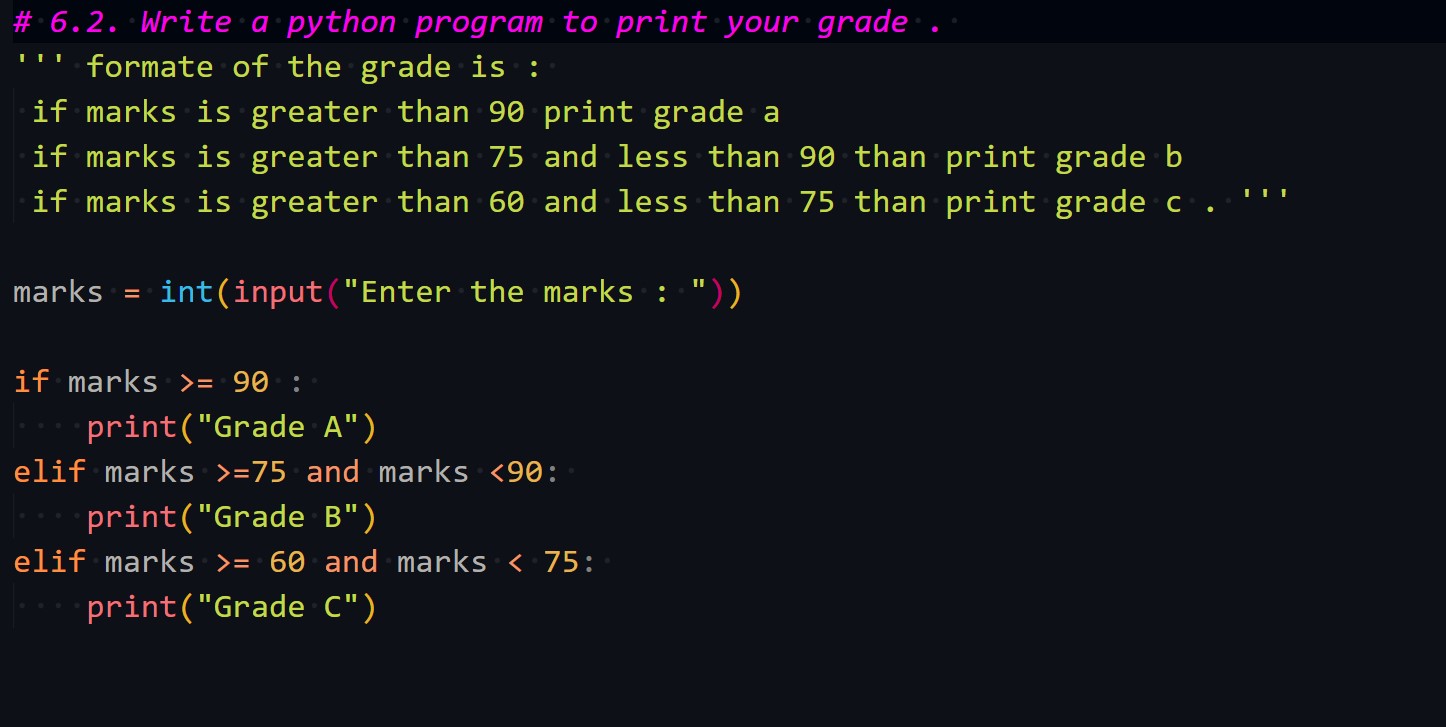 # 6.2. Write a python program to print your grade .
''' formate of the grade is :
 if marks is greater than 90 print grade a
 if marks is greater than 75 and less than 90 than print grade b
 if marks is greater than 60 and less than 75 than print grade c . '''
marks = int(input("Enter the marks : "))
if marks >= 90 :
    print("Grade A")
elif marks >=75 and marks <90:
    print("Grade B")
elif marks >= 60 and marks < 75:
    print("Grade C")